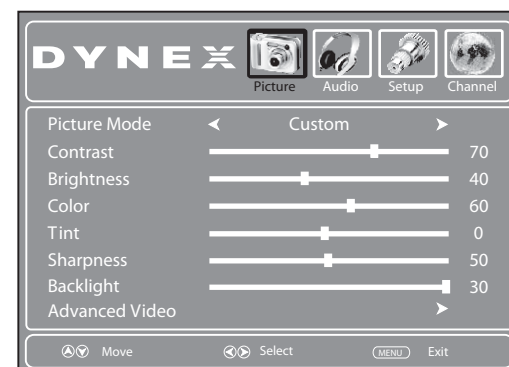 DYNEX
Picture Audio Setup Channel
Picture Mode Custom
Contrast 70
Brightness 40
Color 60
Tint 0
Sharpness 50
Backlight 30
Advanced Video
Move Select MENU Exit